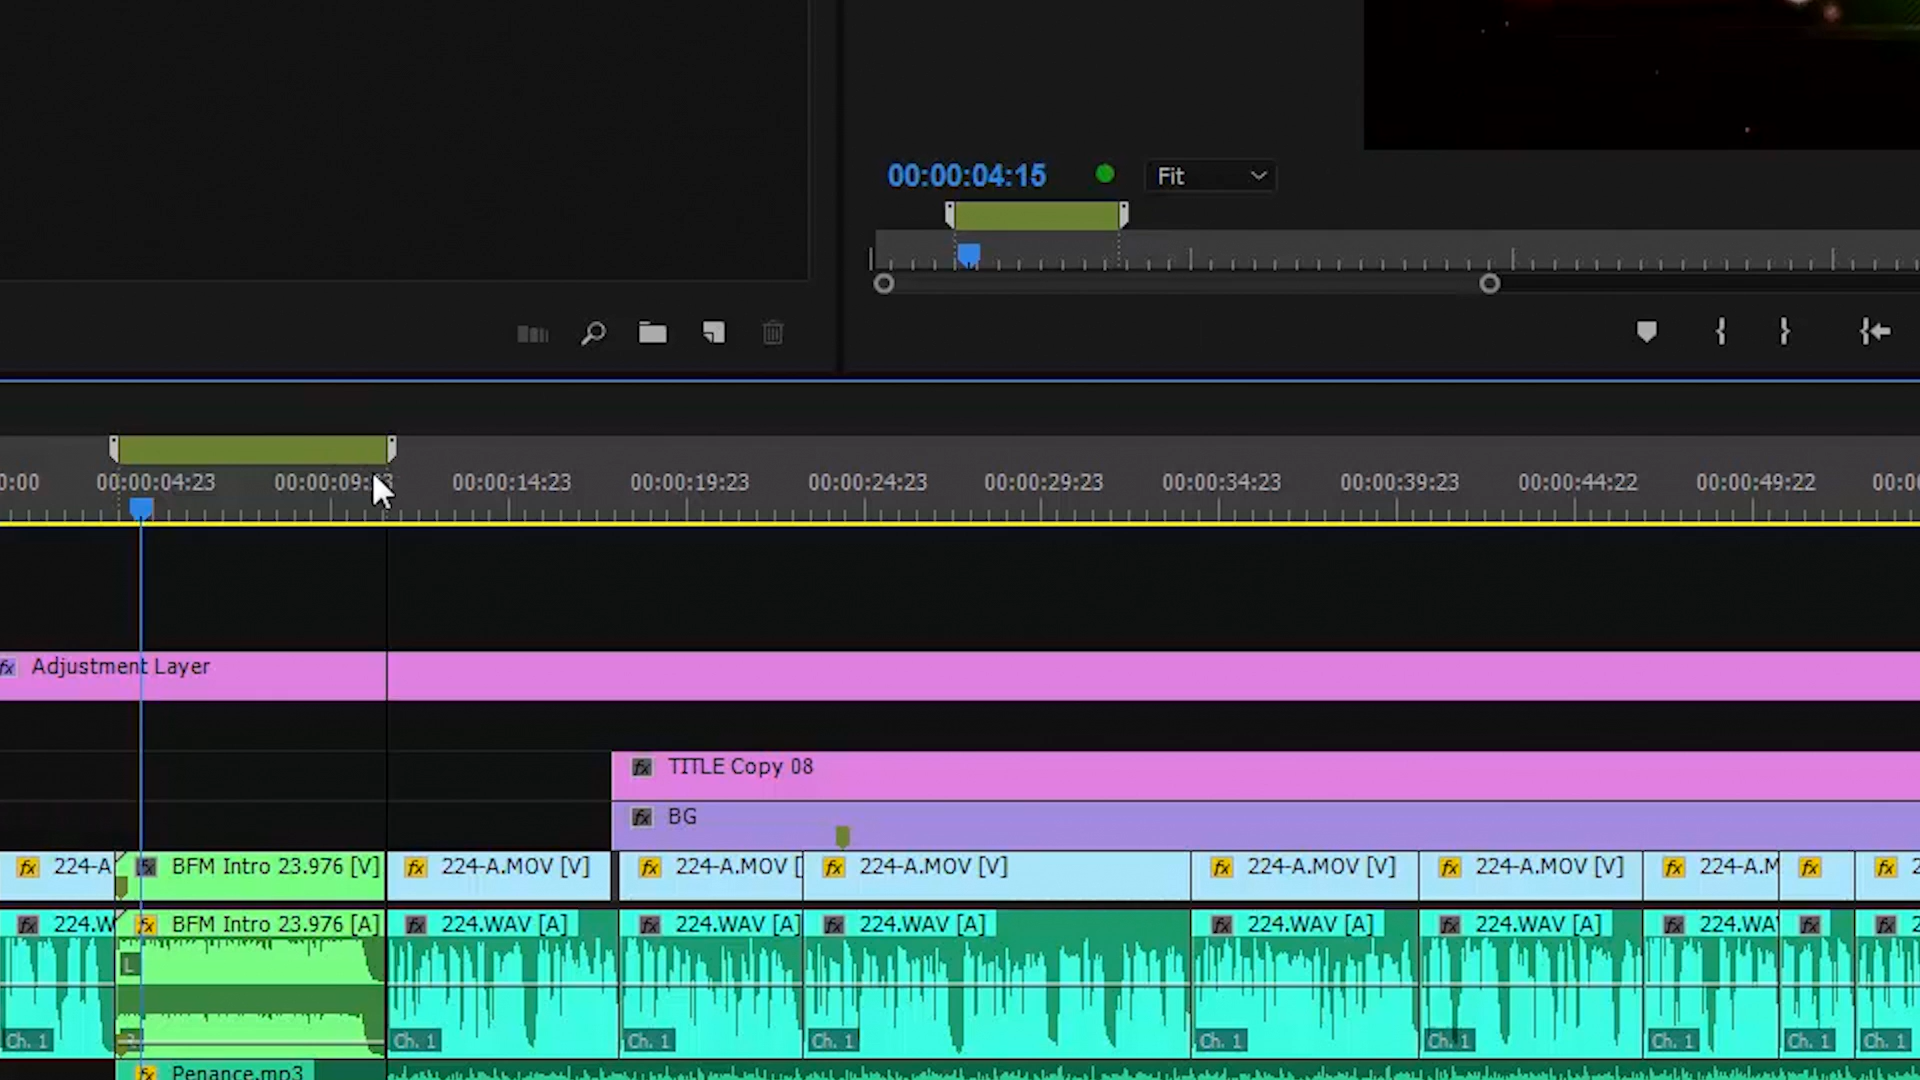 00:00:04:15 Fit
0:00 00:00:04:23 00:00:09: 00:00:14:23 00:00:19:23 00:00:24:23 00:00:29:23 00:00:34:23 00:00:39:23 00:00:44:22 00:00:49:22 00:0
fx Adjustment Layer
fx TITLE Copy 08
fx BG
fx 224-A fx BFM Intro 23.976 [V] fx 224-A.MOV [V] fx 224-A.MOV [ fx 224-A.MOV [V] fx 224-A.MOV [V] fx 224-A.MOV [V] fx 224-A.M fx fx 2
fx 224.W fx BFM Intro 23.976 [A] fx 224.WAV [A] fx 224.WAV [A] fx 224.WAV [A] fx 224.WAV [A] fx 224.WAV [A] fx 224.WA fx fx 2
L
Ch. 1 R Ch. 1 Ch. 1 Ch. 1 Ch. 1 Ch. 1 Ch. 1 Ch. 1 Ch. 1
fx Penance.mp3